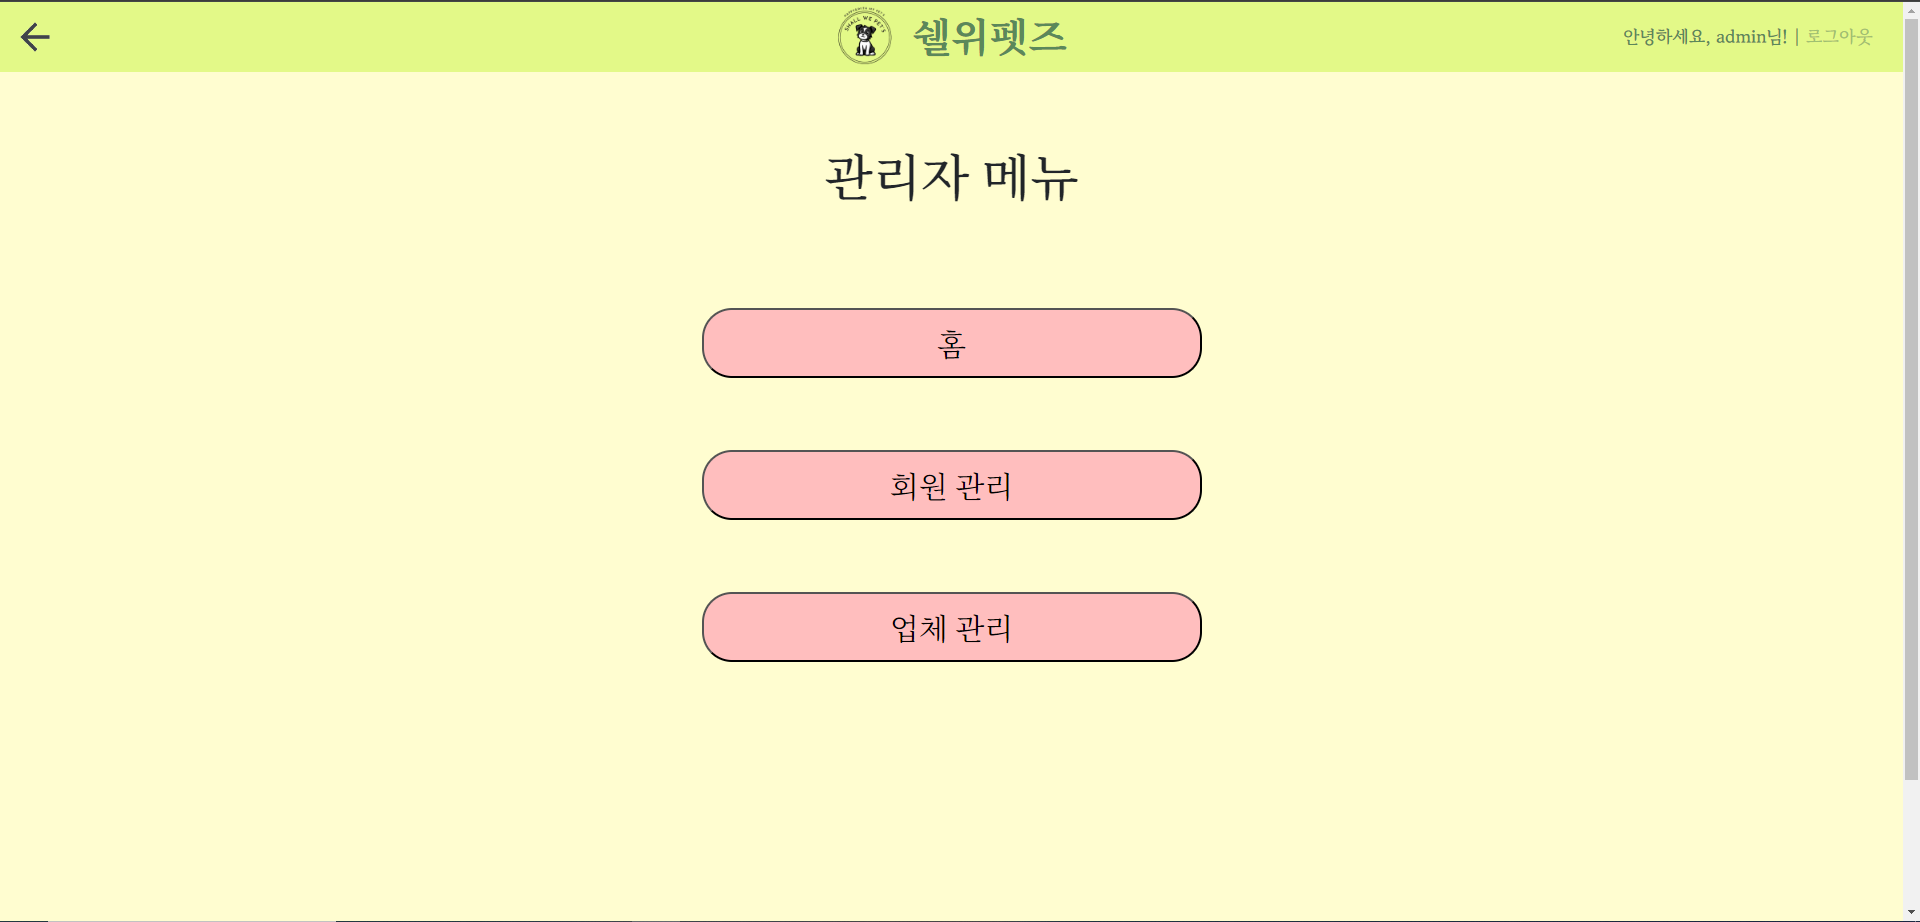 SHALL WE PET'S
쉘위펫즈
안녕하세요, admin님! | 로그아웃
관리자 메뉴
홈
회원 관리
업체 관리